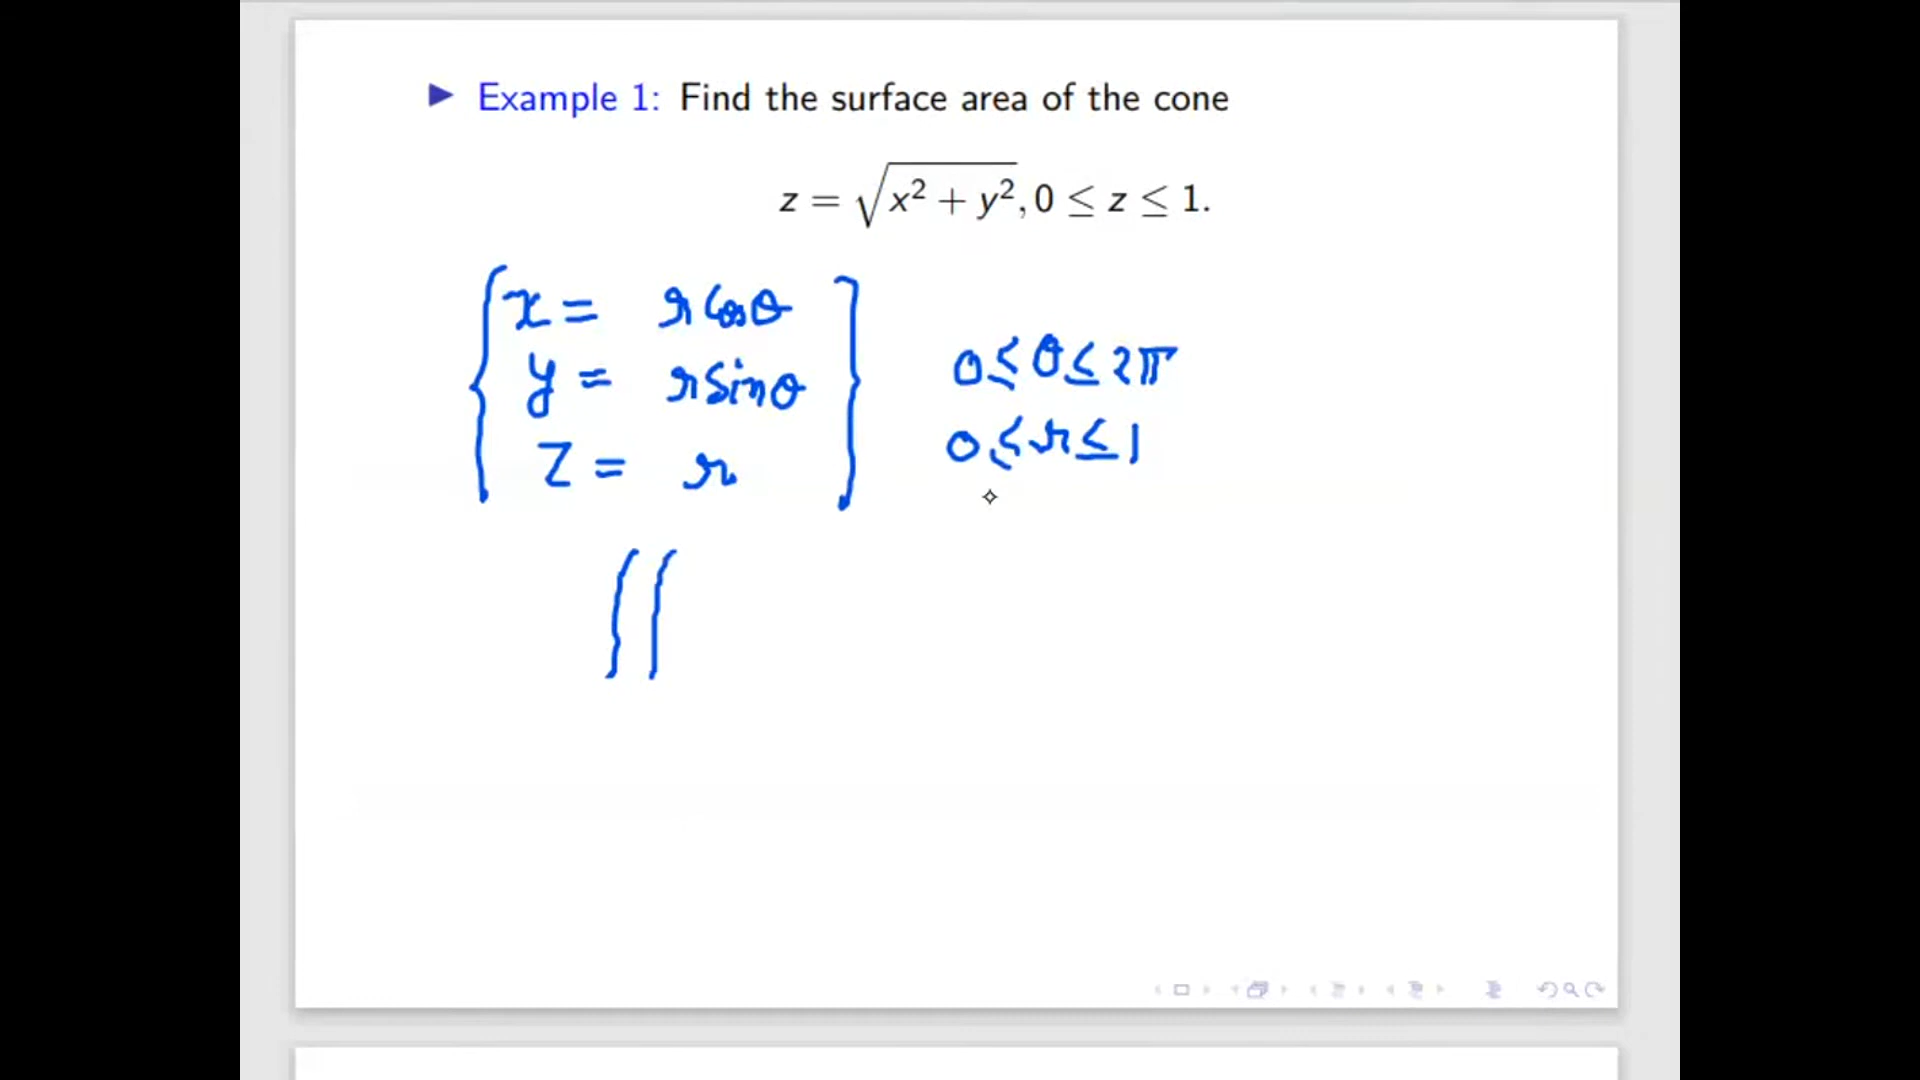 ▶ Example 1: Find the surface area of the cone
z = √(x² + y²), 0 ≤ z ≤ 1.
x = r cos θ
y = r sin θ
z = r
0 ≤ θ ≤ 2π
0 ≤ r ≤ 1
∫∫